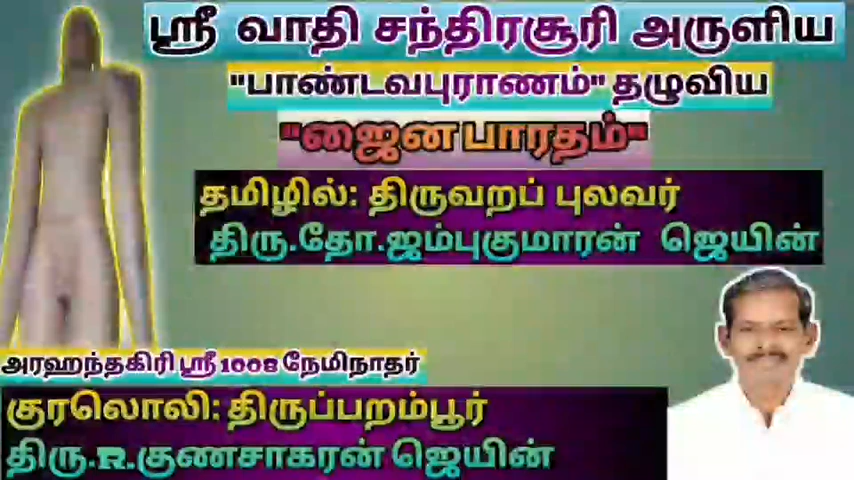 ஸ்ரீ வாதி சந்திரசூரி அருளிய
"பாண்டவபுராணம்" தழுவிய
"ஜைன பாரதம்"
தமிழில்: திருவறப் புலவர்
திரு.தோ.ஜம்புகுமாரன் ஜெயின்
அரஹந்தகிரி ஸ்ரீ 1008 நேமிநாதர்
குரலொலி: திருப்பறம்பூர்
திரு.R.குணசாகரன் ஜெயின்